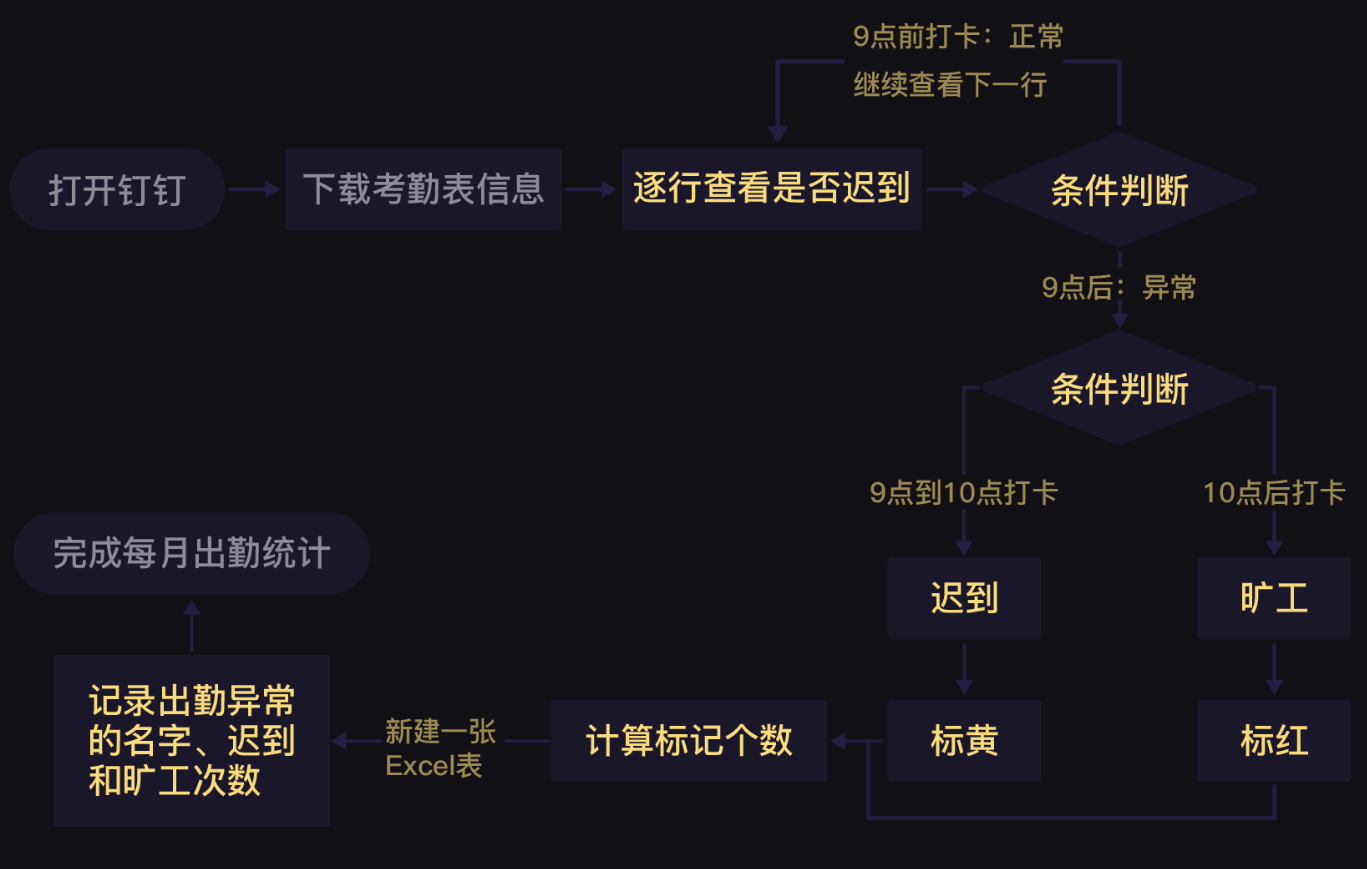 9点前打卡：正常
继续查看下一行
打开钉钉
下载考勤表信息
逐行查看是否迟到
条件判断
9点后：异常
条件判断
9点到10点打卡
10点后打卡
迟到
旷工
标黄
标红
计算标记个数
新建一张
Excel表
记录出勤异常
的名字、迟到
和旷工次数
完成每月出勤统计